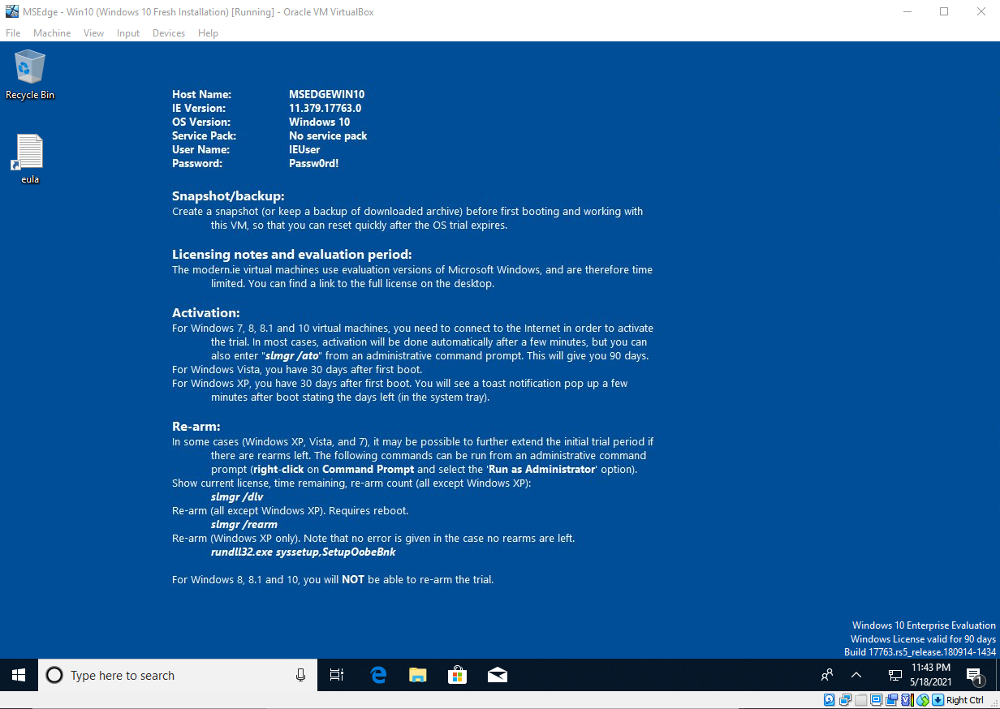 MSEdge - Win10 (Windows 10 Fresh Installation) [Running] - Oracle VM VirtualBox
File Machine View Input Devices Help
Recycle Bin
eula
Host Name: MSEDGEWIN10
IE Version: 11.379.17763.0
OS Version: Windows 10
Service Pack: No service pack
User Name: IEUser
Password: Passw0rd!
Snapshot/backup:
Create a snapshot (or keep a backup of downloaded archive) before first booting and working with
this VM, so that you can reset quickly after the OS trial expires.
Licensing notes and evaluation period:
The modern.ie virtual machines use evaluation versions of Microsoft Windows, and are therefore time
limited. You can find a link to the full license on the desktop.
Activation:
For Windows 7, 8, 8.1 and 10 virtual machines, you need to connect to the Internet in order to activate
the trial. In most cases, activation will be done automatically after a few minutes, but you can
also enter "slmgr /ato" from an administrative command prompt. This will give you 90 days.
For Windows Vista, you have 30 days after first boot.
For Windows XP, you have 30 days after first boot. You will see a toast notification pop up a few
minutes after boot stating the days left (in the system tray).
Re-arm:
In some cases (Windows XP, Vista, and 7), it may be possible to further extend the initial trial period if
there are rearms left. The following commands can be run from an administrative command
prompt (right-click on Command Prompt and select the 'Run as Administrator' option).
Show current license, time remaining, re-arm count (all except Windows XP):
slmgr /dlv
Re-arm (all except Windows XP). Requires reboot.
slmgr /rearm
Re-arm (Windows XP only). Note that no error is given in the case no rearms are left.
rundll32.exe syssetup,SetupOobeBnk
For Windows 8, 8.1 and 10, you will NOT be able to re-arm the trial.
Windows 10 Enterprise Evaluation
Windows License valid for 90 days
Build 17763.rs5_release.180914-1434
Type here to search
11:43 PM
5/18/2021
1
Right Ctrl